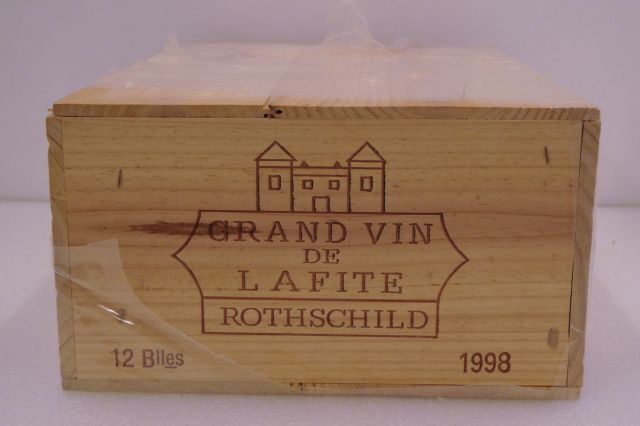 GRAND VIN
DE
LAFITE
ROTHSCHILD
12 Blles 1998